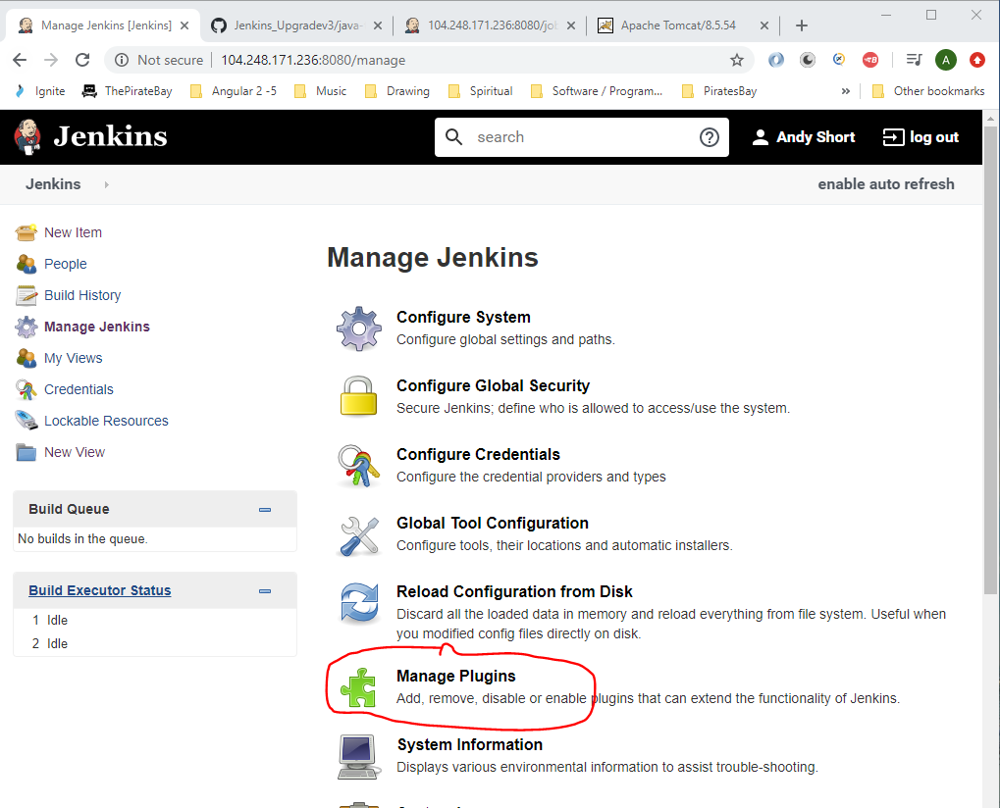 Manage Jenkins [Jenkins]
Jenkins_Upgradev3/java-
104.248.171.236:8080/job
Apache Tomcat/8.5.54
Not secure
104.248.171.236:8080/manage
A
Ignite
ThePirateBay
Angular 2 -5
Music
Drawing
Spiritual
Software / Program...
PiratesBay
»
Other bookmarks
Jenkins
search
Andy Short
log out
Jenkins
enable auto refresh
New Item
People
Build History
Manage Jenkins
My Views
Credentials
Lockable Resources
New View
Build Queue
No builds in the queue.
Build Executor Status
1 Idle
2 Idle
Manage Jenkins
Configure System
Configure global settings and paths.
Configure Global Security
Secure Jenkins; define who is allowed to access/use the system.
Configure Credentials
Configure the credential providers and types
Global Tool Configuration
Configure tools, their locations and automatic installers.
Reload Configuration from Disk
Discard all the loaded data in memory and reload everything from file system. Useful when
you modified config files directly on disk.
Manage Plugins
Add, remove, disable or enable plugins that can extend the functionality of Jenkins.
System Information
Displays various environmental information to assist trouble-shooting.